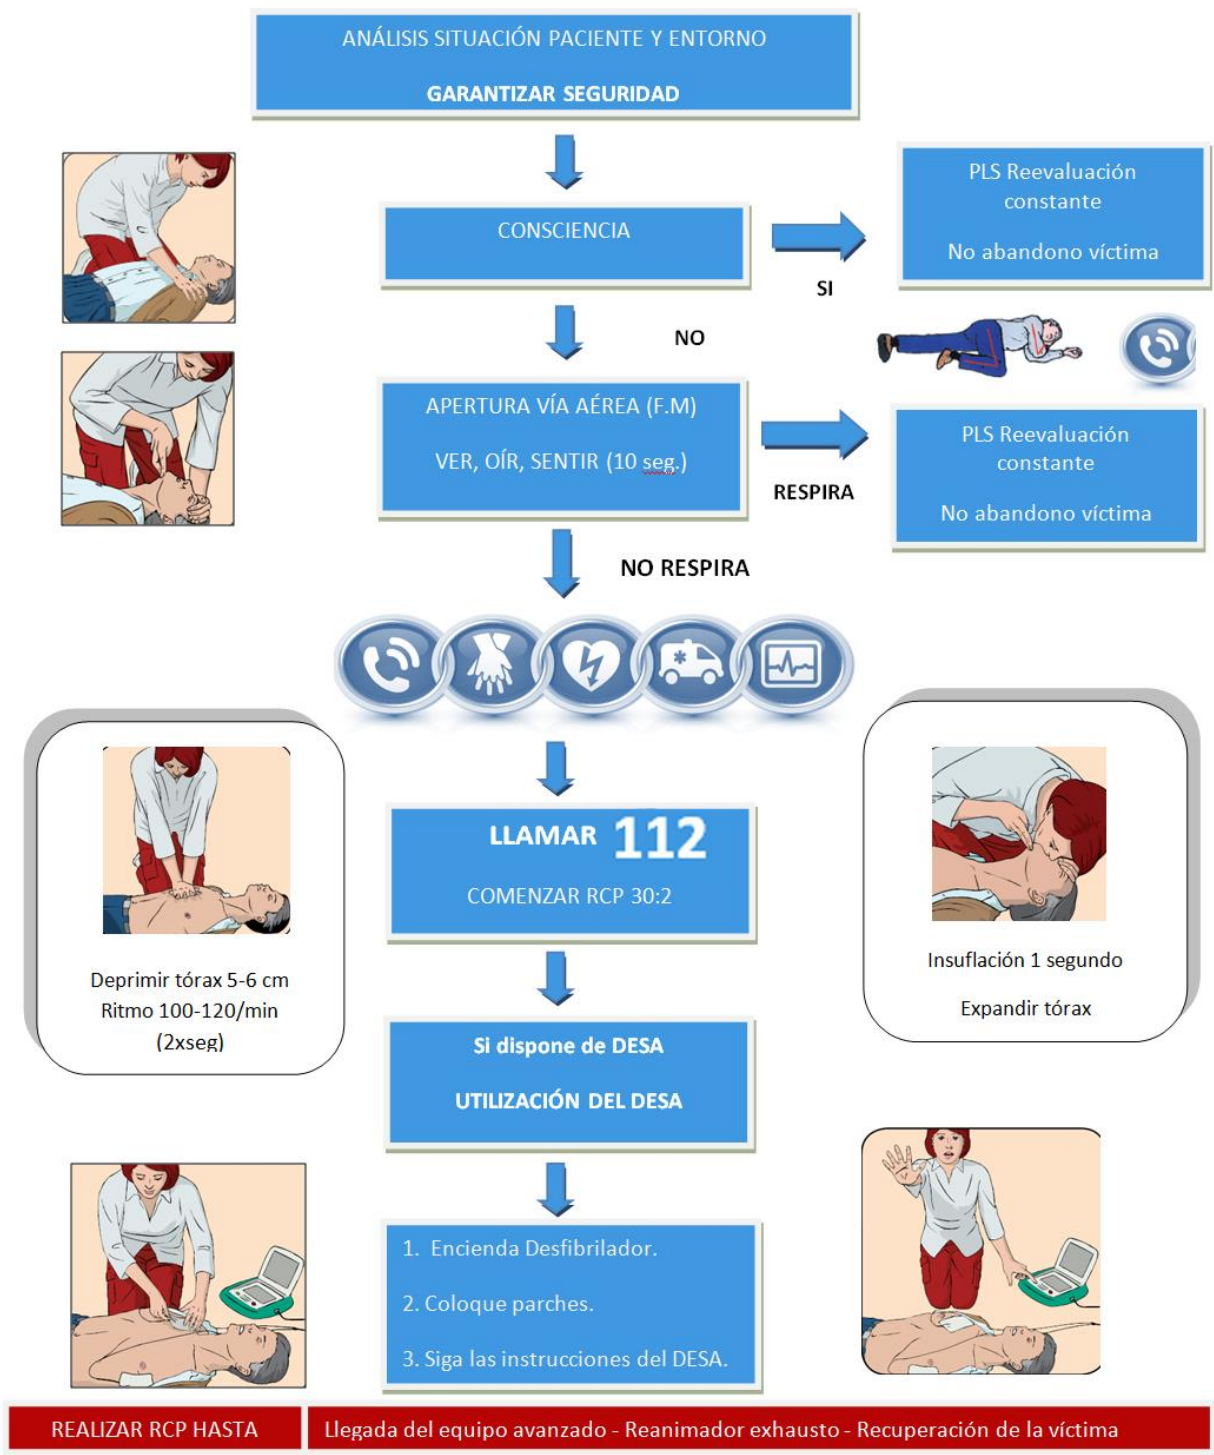 ANÁLISIS SITUACIÓN PACIENTE Y ENTORNO
GARANTIZAR SEGURIDAD
CONSCIENCIA
SI
PLS Reevaluación
constante
No abandono víctima
NO
APERTURA VÍA AÉREA (F.M)
VER, OÍR, SENTIR (10 seg.)
RESPIRA
PLS Reevaluación
constante
No abandono víctima
NO RESPIRA
LLAMAR 112
COMENZAR RCP 30:2
Deprimir tórax 5-6 cm
Ritmo 100-120/min
(2xseg)
Insuflación 1 segundo
Expandir tórax
Si dispone de DESA
UTILIZACIÓN DEL DESA
1. Encienda Desfibrilador.
2. Coloque parches.
3. Siga las instrucciones del DESA.
REALIZAR RCP HASTA
Llegada del equipo avanzado - Reanimador exhausto - Recuperación de la víctima